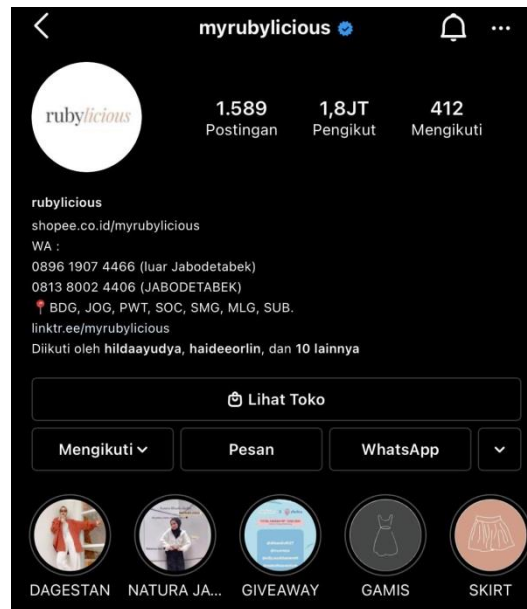 myrubylicious
rubylicious
1.589 1,8JT 412
Postingan Pengikut Mengikuti
rubylicious
shopee.co.id/myrubylicious
WA :
0896 1907 4466 (luar Jabodetabek)
0813 8002 4406 (JABODETABEK)
📍 BDG, JOG, PWT, SOC, SMG, MLG, SUB.
linktr.ee/myrubylicious
Diikuti oleh hildaayudya, haideeorlin, dan 10 lainnya
Lihat Toko
Mengikuti Pesan WhatsApp
DAGESTAN NATURA JA... GIVEAWAY GAMIS SKIRT